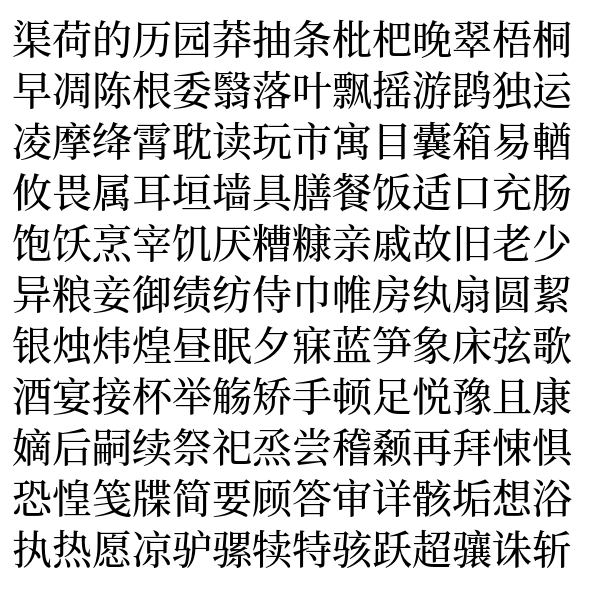 渠荷的历园莽抽条枇杷晚翠梧桐
早凋陈根委翳落叶飘摇游鹍独运
凌摩绛霄耽读玩市寓目囊箱易輶
攸畏属耳垣墙具膳餐饭适口充肠
饱饫烹宰饥厌糟糠亲戚故旧老少
异粮妾御绩纺侍巾帷房纨扇圆絜
银烛炜煌昼眠夕寐蓝笋象床弦歌
酒宴接杯举觞矫手顿足悦豫且康
嫡后嗣续祭祀烝尝稽颡再拜悚惧
恐惶笺牒简要顾答审详骸垢想浴
执热愿凉驴骡犊特骇跃超骧诛斩